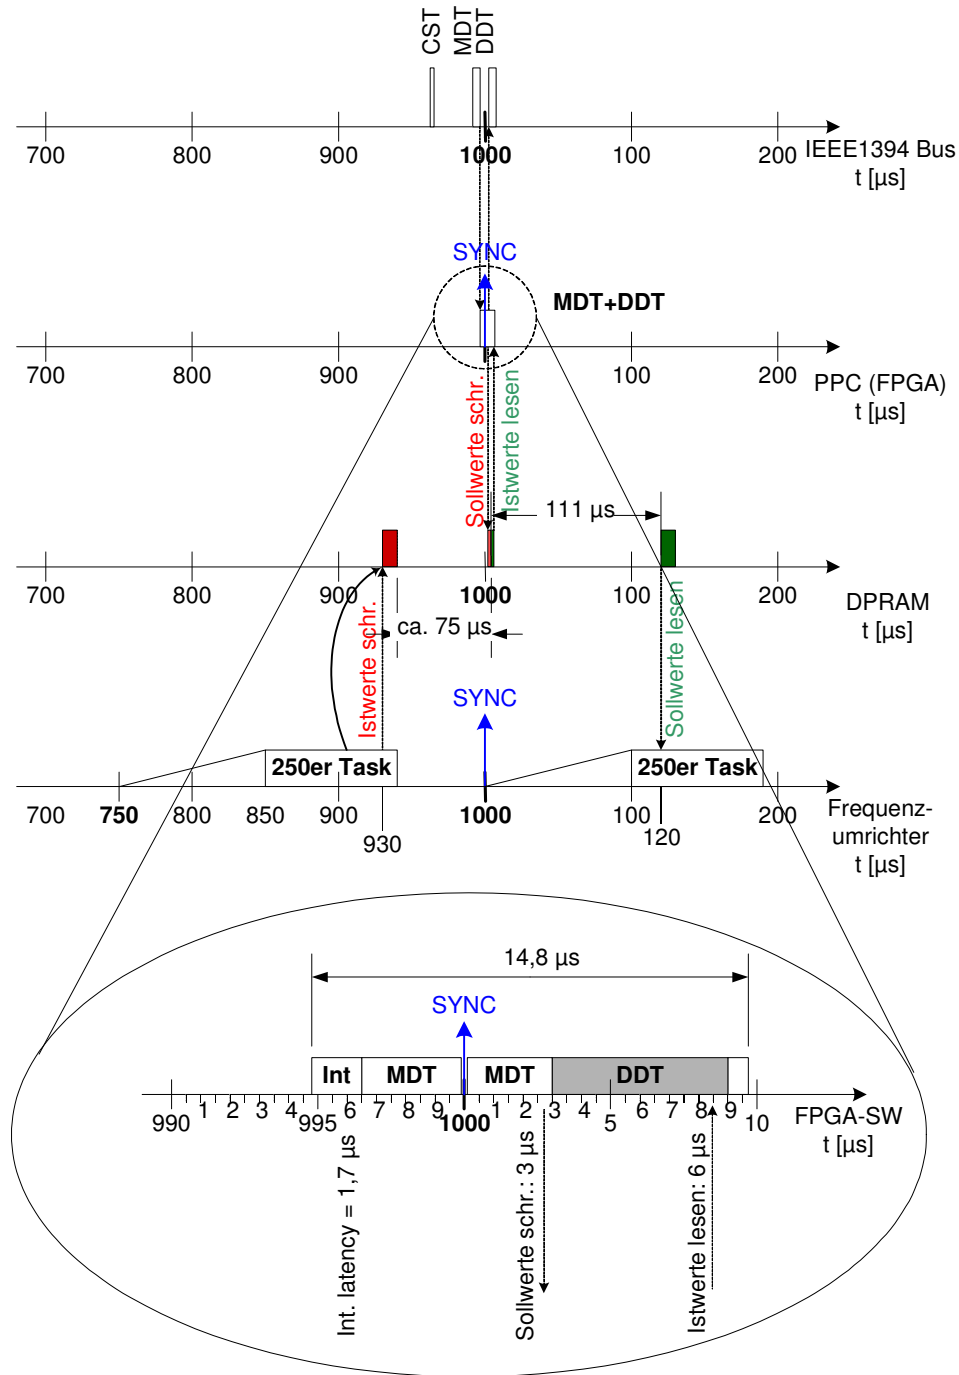 CST
MDT
DDT
700 800 900 1000 100 200
IEEE1394 Bus
t [µs]
SYNC
MDT+DDT
700 800 900 1000 100 200
PPC (FPGA)
t [µs]
Sollwerte schr.
Istwerte lesen
111 µs
700 800 900 1000 100 200
DPRAM
t [µs]
Istwerte schr.
ca. 75 µs
Sollwerte lesen
SYNC
250er Task
250er Task
700 750 800 850 900 1000 100 200
930
120
Frequenz-
umrichter
t [µs]
14,8 µs
SYNC
Int MDT MDT DDT
990 1 2 3 4 995 6 7 8 9 1000 1 2 3 4 5 6 7 8 9 10
FPGA-SW
t [µs]
Int. latency = 1,7 µs
Sollwerte schr.: 3 µs
Istwerte lesen: 6 µs